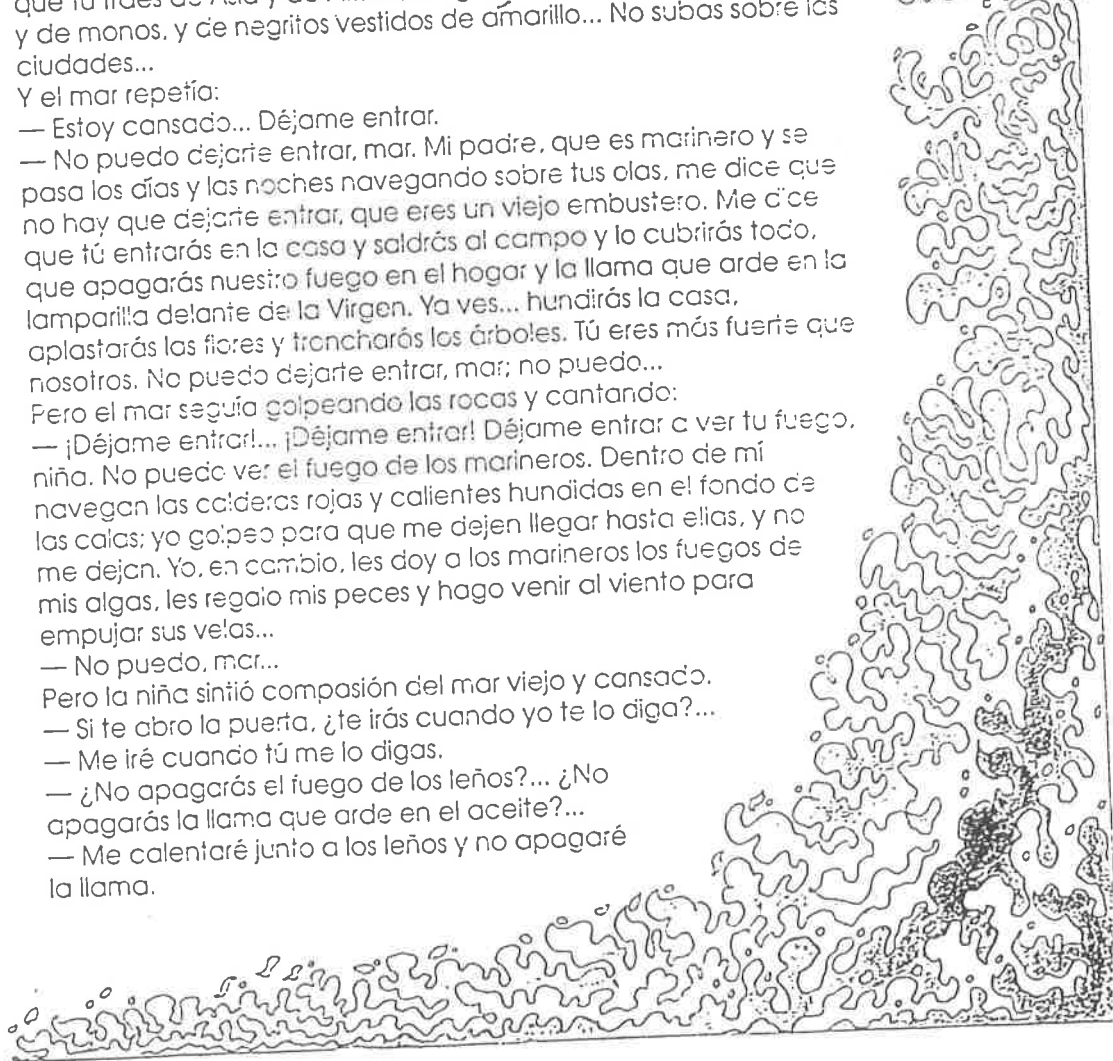 y de monos, y de negritos vestidos de amarillo... No subas sobre las
ciudades...
Y el mar repetía:
— Estoy cansado... Déjame entrar.
— No puedo dejarte entrar, mar. Mi padre, que es marinero y se
pasa los días y las noches navegando sobre tus olas, me dice que
no hay que dejarte entrar, que eres un viejo embustero. Me dice
que tú entrarás en la casa y saldrás al campo y lo cubrirás todo,
que apagarás nuestro fuego en el hogar y la llama que arde en la
lamparilla delante de la Virgen. Ya ves... hundirás la casa,
aplastarás las flores y troncharás los árboles. Tú eres más fuerte que
nosotros. No puedo dejarte entrar, mar; no puedo...
Pero el mar seguía golpeando las rocas y cantando:
— ¡Déjame entrar!... ¡Déjame entrar! Déjame entrar a ver tu fuego,
niña. No puedo ver el fuego de los marineros. Dentro de mí
navegan las calderas rojas y calientes hundidas en el fondo de
las calas; yo golpeo para que me dejen llegar hasta ellas, y no
me dejan. Yo, en cambio, les doy a los marineros los fuegos de
mis algas, les regalo mis peces y hago venir al viento para
empujar sus velas...
— No puedo, mar...
Pero la niña sintió compasión del mar viejo y cansado.
— Si te abro la puerta, ¿te irás cuando yo te lo diga?...
— Me iré cuando tú me lo digas.
— ¿No apagarás el fuego de los leños?... ¿No
apagarás la llama que arde en el aceite?...
— Me calentaré junto a los leños y no apagaré
la llama.